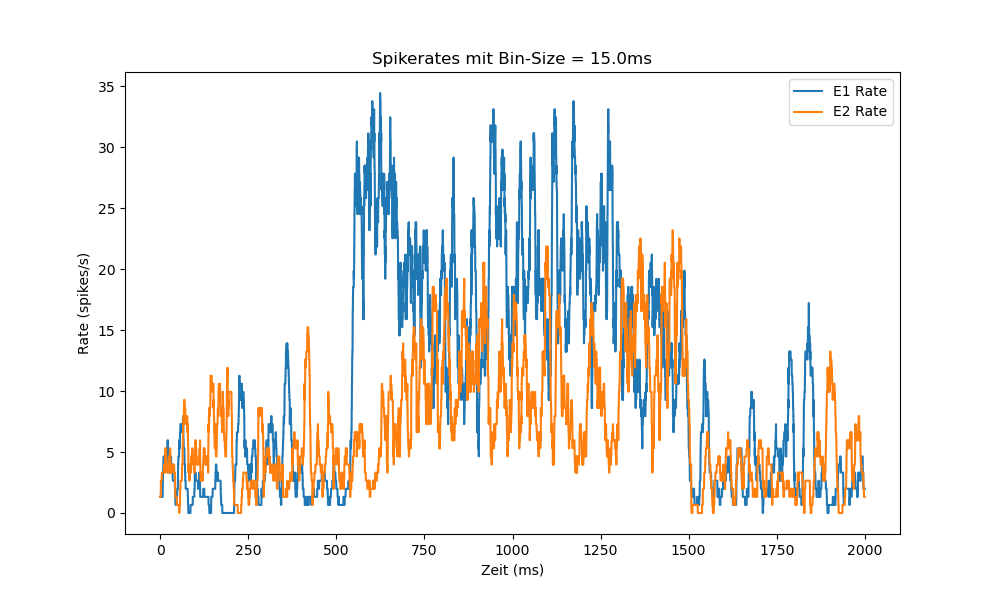 Spikerates mit Bin-Size = 15.0ms
E1 Rate
E2 Rate
35
30
25
20
15
10
5
0
Rate (spikes/s)
0 250 500 750 1000 1250 1500 1750 2000
Zeit (ms)